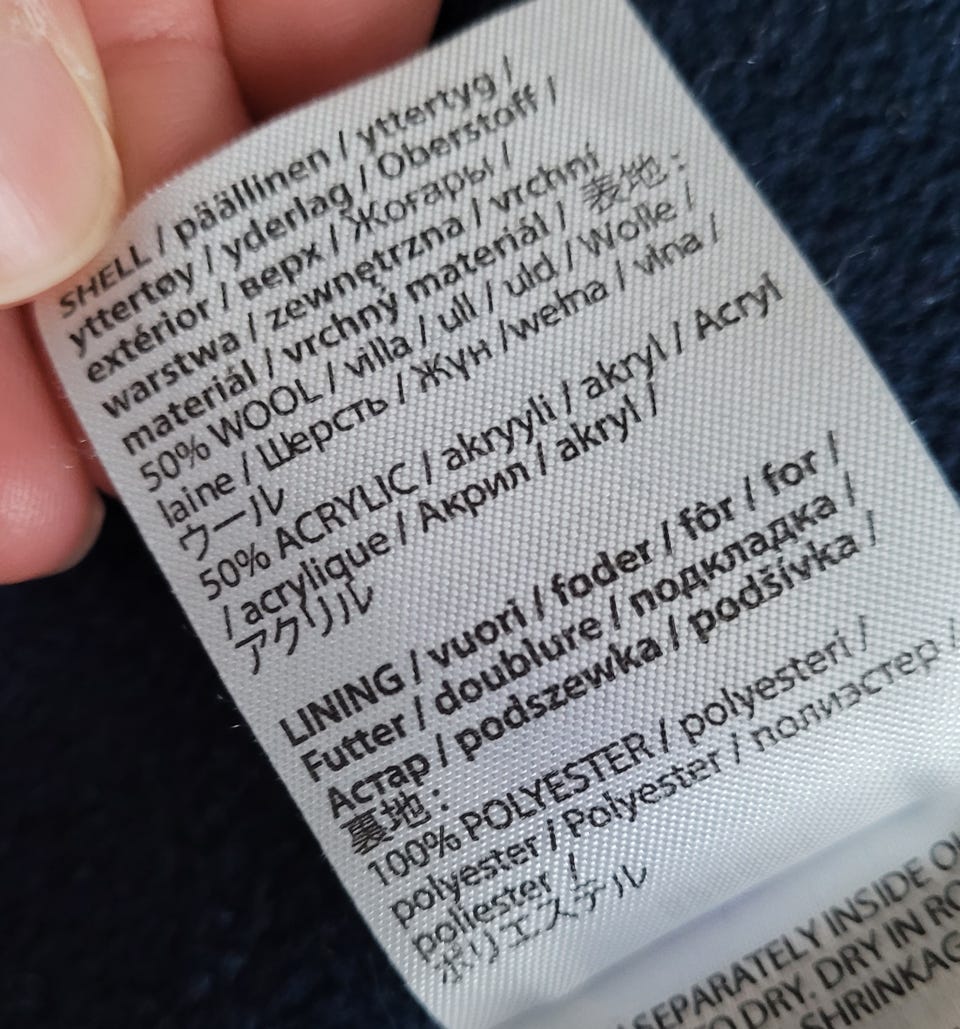 SHELL / päällinen / yttertyg /
yttertøy / yderlag / Oberstoff /
extérior / верх / Жоғары /
warstwa / zewnętrzna / vrchní
materiál / vrchný materiál / 表地:
50% WOOL / villa / ull / uld / Wolle /
laine / Шерсть / Жүн /wełna / vlna /
ウール
50% ACRYLIC / akryyli / akryl / Acryl
/ acrylique / Акрил / akryl /
アクリル
LINING / vuori / foder / fôr / for /
Futter / doublure / подкладка /
Астар / podszewka / podšívka /
裏地:
100% POLYESTER / polyesteri /
polyester / Polyester / полиэстер /
poliester /
ポリエステル
SEPARATELY INSIDE
DRY. DRY IN